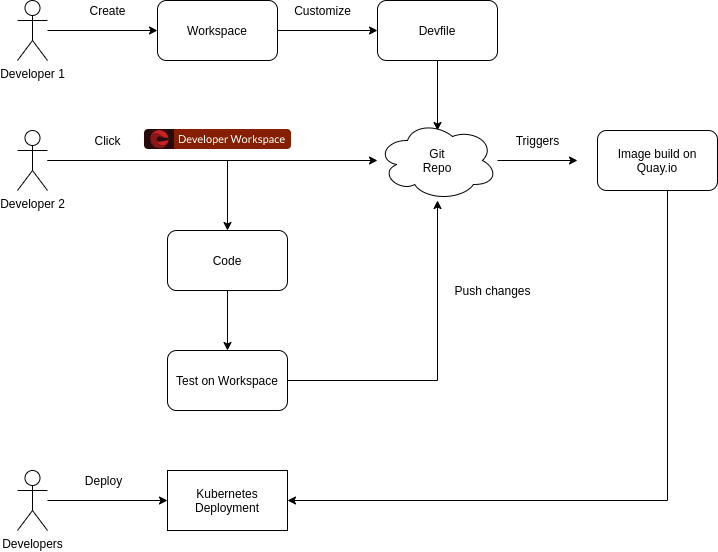 Create
Customize
Workspace
Devfile
Developer 1
Click
Developer Workspace
Git
Repo
Triggers
Image build on
Quay.io
Developer 2
Code
Push changes
Test on Workspace
Deploy
Kubernetes
Deployment
Developers